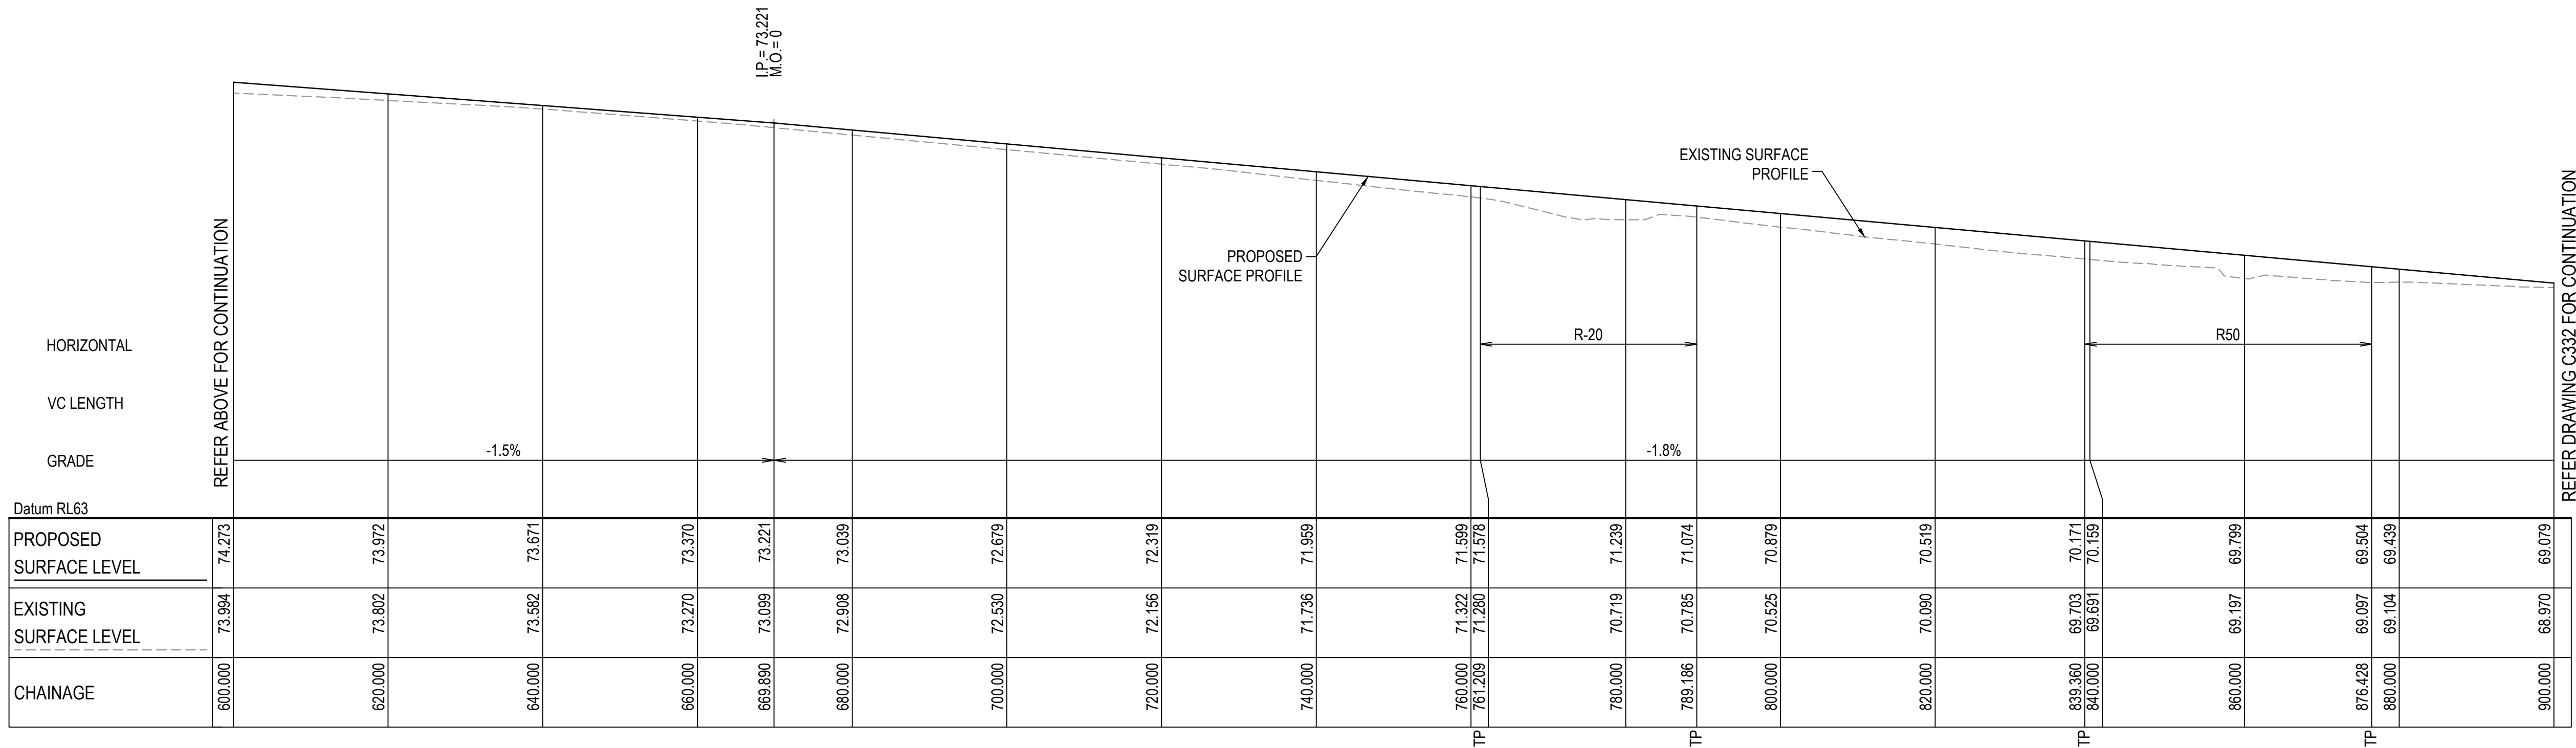 I.P.= 73.221
M.O.= 0
EXISTING SURFACE
PROFILE
PROPOSED
SURFACE PROFILE
REFER ABOVE FOR CONTINUATION
REFER DRAWING C332 FOR CONTINUATION
HORIZONTAL
R-20
R50
VC LENGTH
GRADE
-1.5%
-1.8%
Datum RL63
PROPOSED
SURFACE LEVEL
74.273
73.972
73.671
73.370
73.221
73.039
72.679
72.319
71.959
71.599
71.578
71.239
71.074
70.879
70.519
70.171
70.159
69.799
69.504
69.439
69.079
EXISTING
SURFACE LEVEL
73.994
73.802
73.582
73.270
73.099
72.908
72.530
72.156
71.736
71.322
71.280
70.719
70.785
70.525
70.090
69.703
69.691
69.197
69.097
69.104
68.970
CHAINAGE
600.000
620.000
640.000
660.000
669.890
680.000
700.000
720.000
740.000
760.000
761.209
780.000
789.186
800.000
820.000
839.360
840.000
860.000
876.428
880.000
900.000
TP
TP
TP
TP